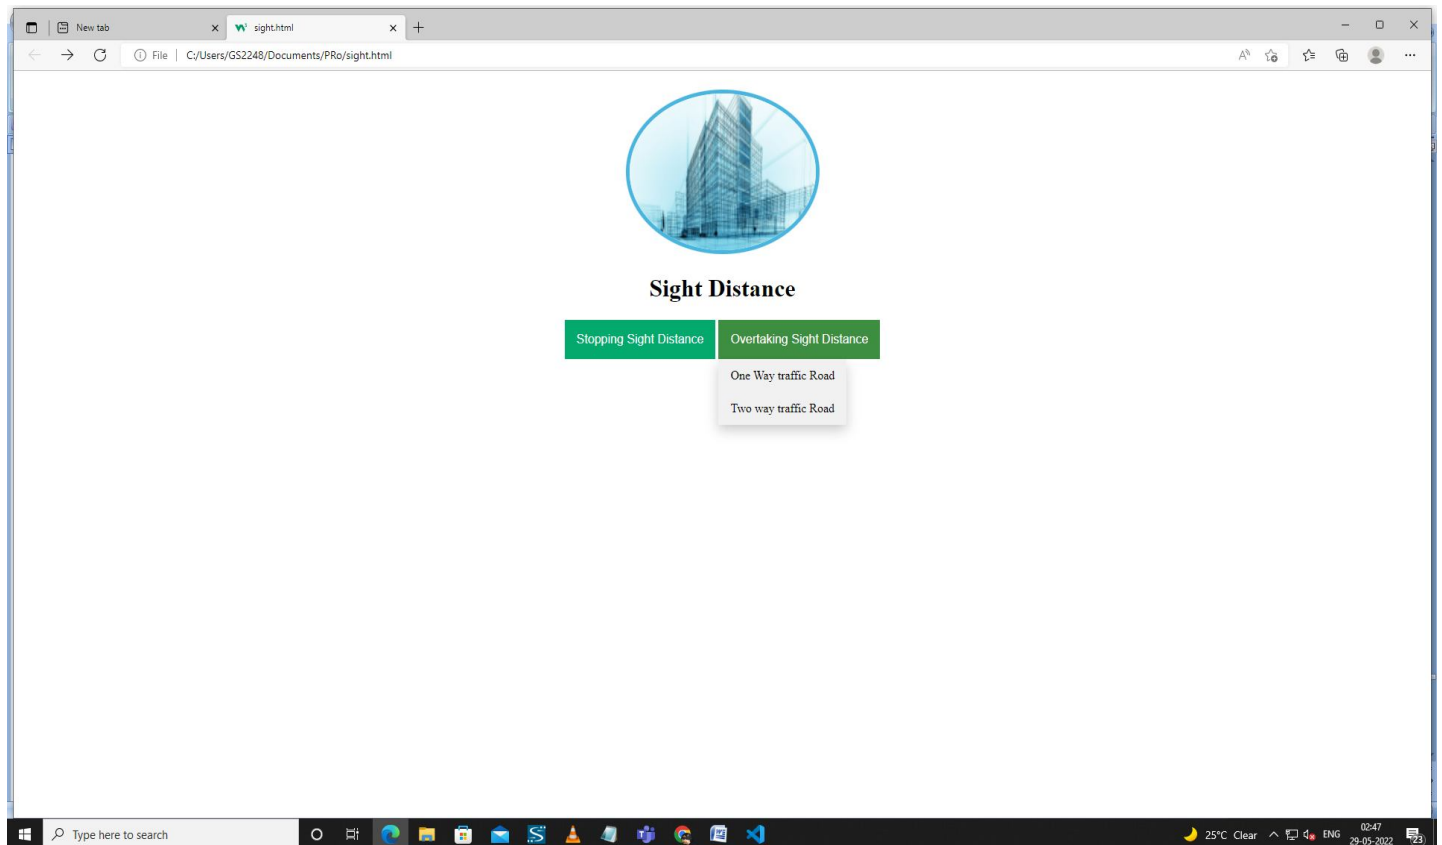 New tab
sight.html
File | C:/Users/GS2248/Documents/PRo/sight.html
Sight Distance
Stopping Sight Distance
Overtaking Sight Distance
One Way traffic Road
Two way traffic Road
Type here to search
25°C Clear
ENG
02:47
29-05-2022
23